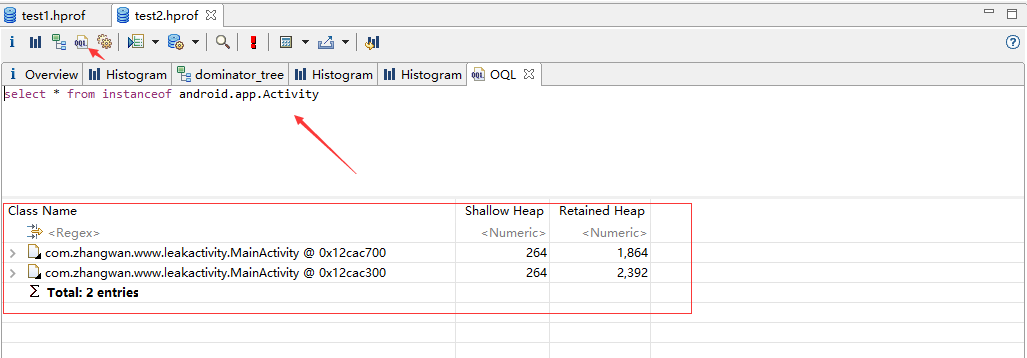 test1.hprof test2.hprof
OQL
i Overview Histogram dominator_tree Histogram Histogram OQL
select * from instanceof android.app.Activity
Class Name Shallow Heap Retained Heap
<Regex> <Numeric> <Numeric>
com.zhangwan.www.leakactivity.MainActivity @ 0x12cac700 264 1,864
com.zhangwan.www.leakactivity.MainActivity @ 0x12cac300 264 2,392
Σ Total: 2 entries